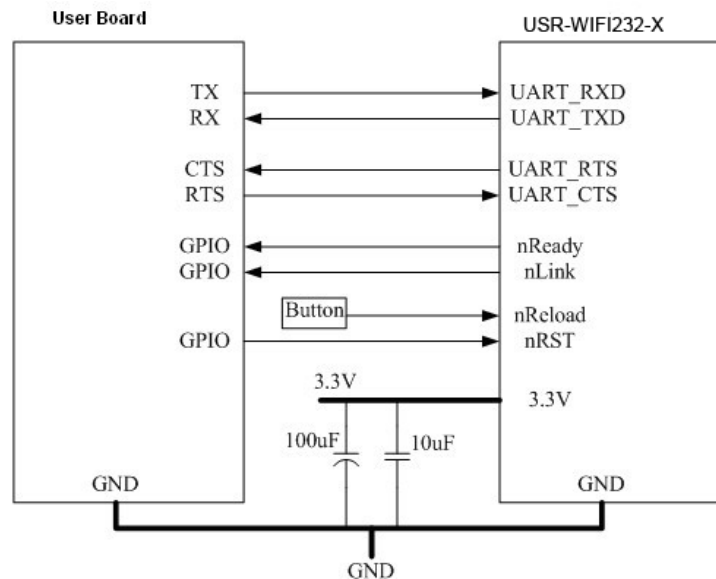 User Board
USR-WIFI232-X
TX
UART_RXD
RX
UART_TXD
CTS
UART_RTS
RTS
UART_CTS
GPIO
nReady
GPIO
nLink
Button
nReload
GPIO
nRST
3.3V
3.3V
100uF
10uF
GND
GND
GND